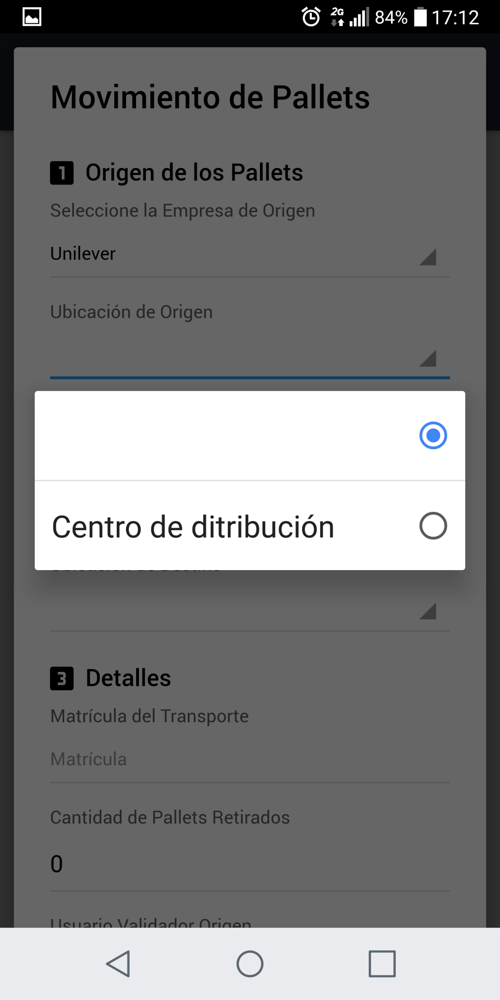 2G 84% 17:12
Movimiento de Pallets
1 Origen de los Pallets
Seleccione la Empresa de Origen
Unilever
Ubicación de Origen
Centro de ditribución
3 Detalles
Matrícula del Transporte
Matrícula
Cantidad de Pallets Retirados
0
Usuario Validador Origen